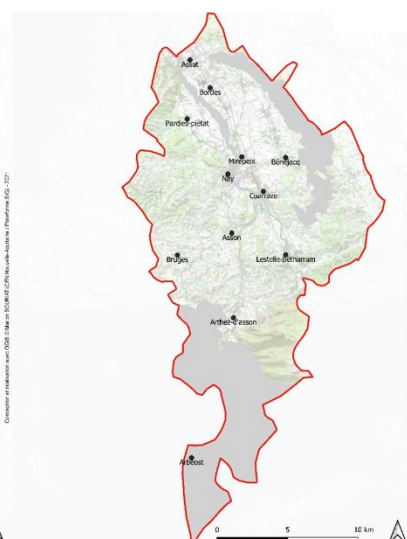 Assat
Bordes
Pardies-piétat
Mirepeix
Bénéjacq
Nay
Coarraze
Asson
Bruges
Lestelle-bétharram
Arthez-d'asson
Arbéost
0 5 10 km